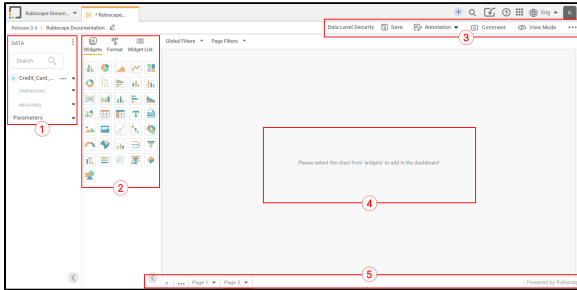 Rubiscape Docum...
* Rubiscape...
Eng
R
Release 3.4 > Rubiscape Documentation
Data Level Security Save Annotation Comment View Mode
3
DATA
Search
Credit_Card_...
DIMENSIONS
MEASURES
Parameters
1
Widgets Format Widget List
2
Global Filters Page Filters
Please select the chart from 'widgets' to add in the dashboard
4
5
+ ... Page 1 Page 2
Powered by Rubiscap